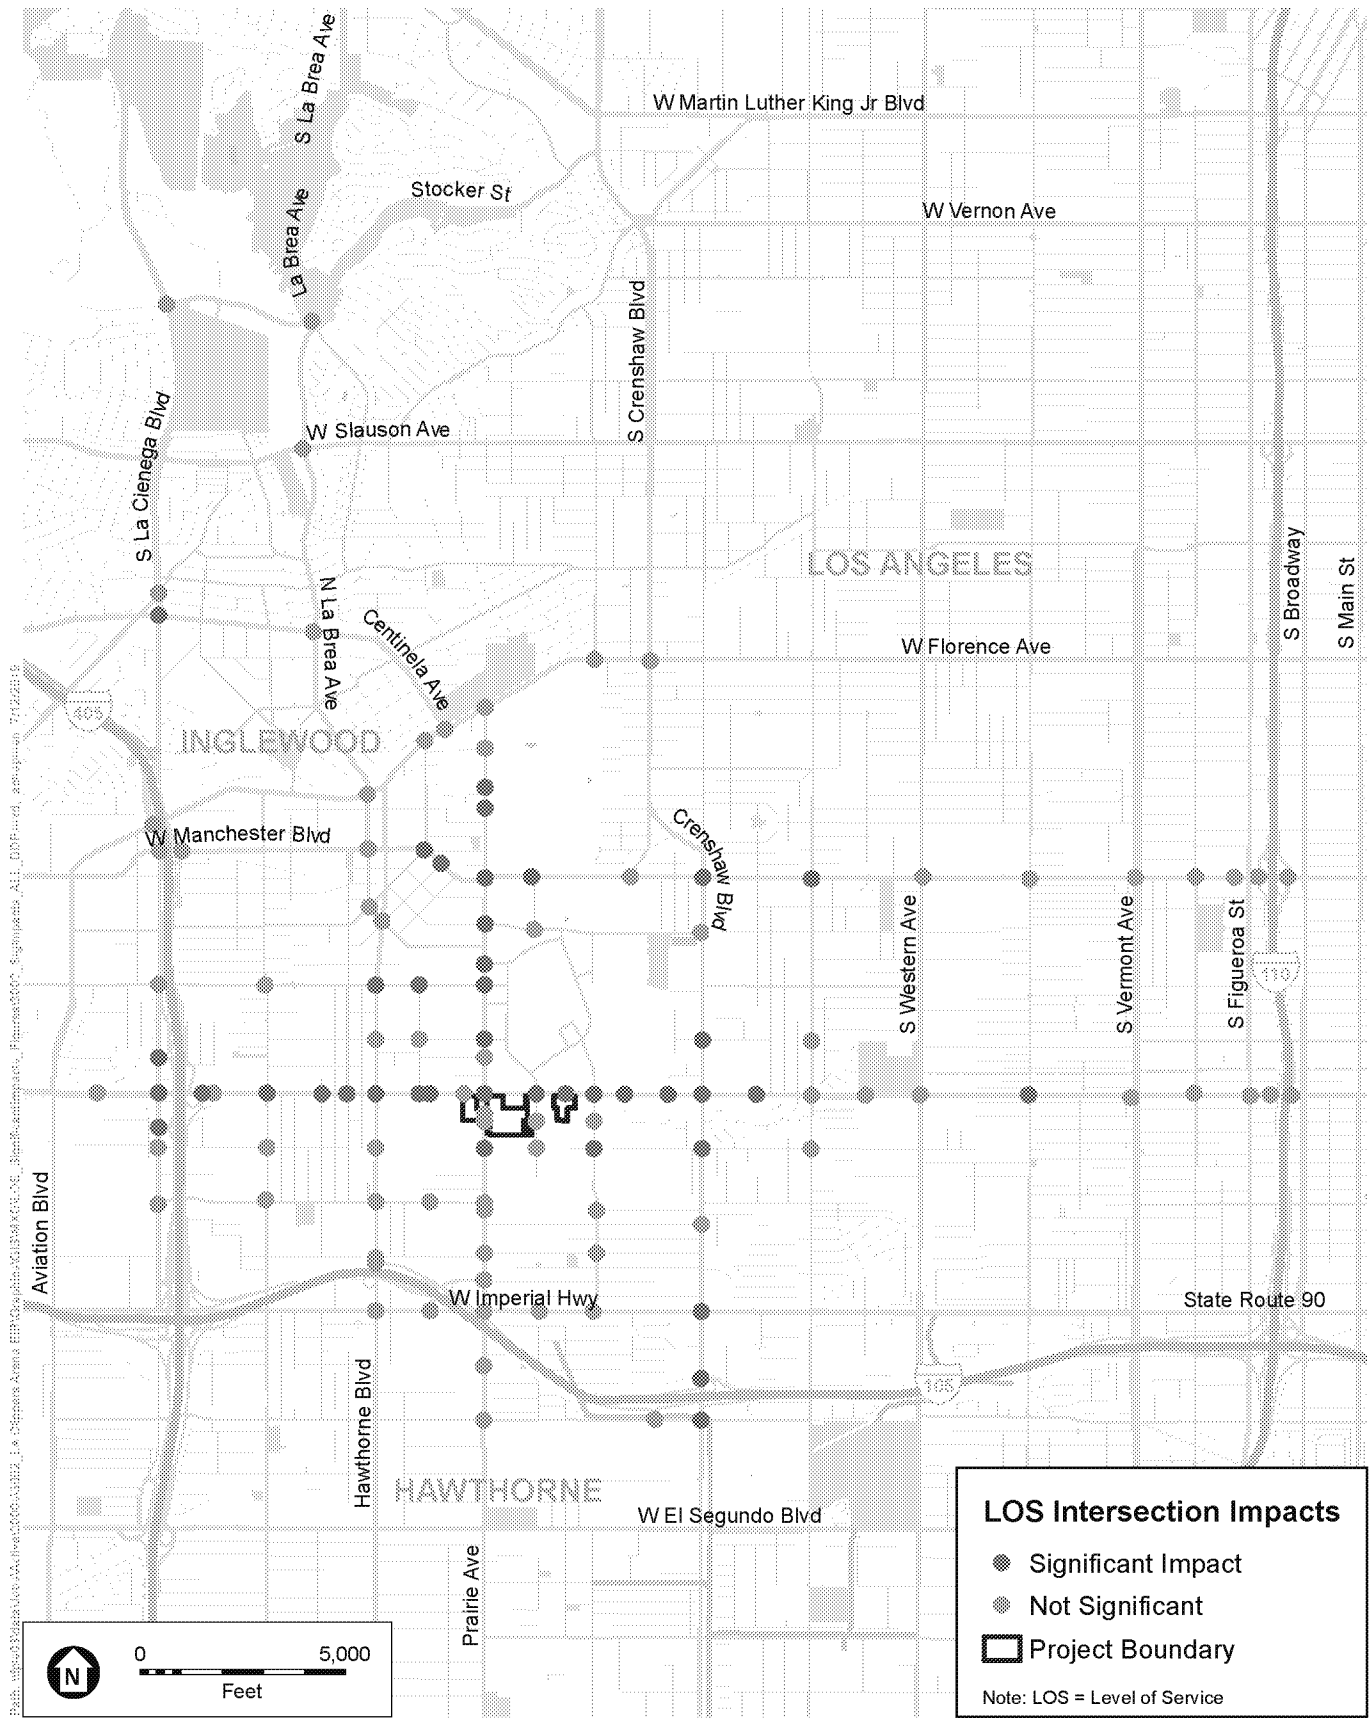 S La Brea Ave
W Martin Luther King Jr Blvd
Stocker St
La Brea Ave
W Vernon Ave
S Crenshaw Blvd
W Slauson Ave
S La Cienega Blvd
LOS ANGELES
S Broadway
S Main St
N La Brea Ave
Centinela Ave
W Florence Ave
405
INGLEWOOD
W Manchester Blvd
Crenshaw Blvd
S Western Ave
S Vermont Ave
S Figueroa St
110
Aviation Blvd
W Imperial Hwy
State Route 90
105
Hawthorne Blvd
HAWTHORNE
W El Segundo Blvd
Prairie Ave
LOS Intersection Impacts
Significant Impact
Not Significant
Project Boundary
Note: LOS = Level of Service
N
0 5,000
Feet